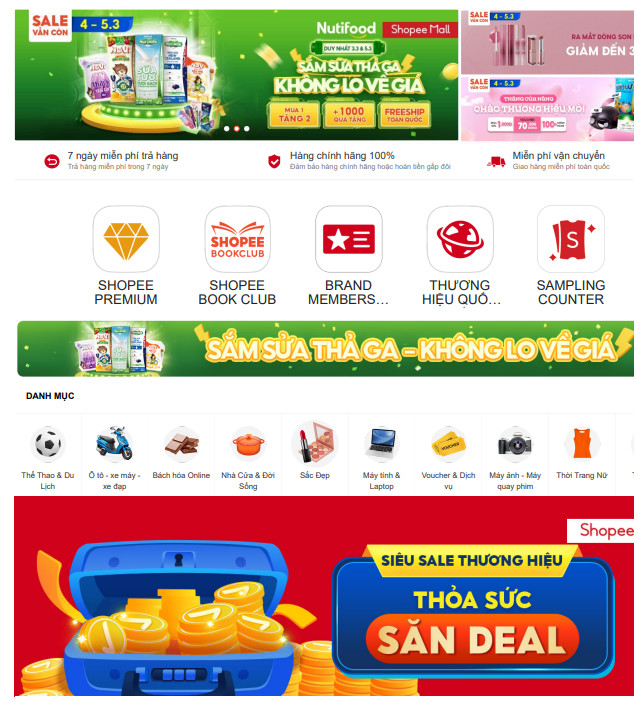 SALE
VẪN CÒN
4 - 5.3
Nutifood
Shopee Mall
DUY NHẤT 3.3 & 5.3
SẮM SỮA THẢ GA
KHÔNG LO VỀ GIÁ
MUA 1
TẶNG 2
+1000
QUÀ TẶNG
FREESHIP
TOÀN QUỐC
SALE
VẪN CÒN
4 - 5.3
RA MẮT DÒNG SON
GIẢM ĐẾN 3
SALE
VẪN CÒN
4 - 5.3
THÁNG CỦA NÀNG
CHÀO THƯƠNG HIỆU MỚI
70
100
7 ngày miễn phí trả hàng
Trả hàng miễn phí trong 7 ngày
Hàng chính hãng 100%
Đảm bảo hàng chính hãng hoặc hoàn tiền gấp đôi
Miễn phí vận chuyển
Giao hàng miễn phí toàn quốc
SHOPEE
BOOKCLUB
S
SHOPEE
PREMIUM
SHOPEE
BOOK CLUB
BRAND
MEMBERS...
THƯƠNG
HIỆU QUỐ...
SAMPLING
COUNTER
SẮM SỬA THẢ GA - KHÔNG LO VỀ GIÁ
DANH MỤC
VOUCHER
Thể Thao & Du
Lịch
Ô tô - xe máy -
xe đạp
Bách hóa Online
Nhà Cửa & Đời
Sống
Sắc Đẹp
Máy tính &
Laptop
Voucher & Dịch
vụ
Máy ảnh - Máy
quay phim
Thời Trang Nữ
Shopee
SIÊU SALE THƯƠNG HIỆU
THỎA SỨC
SĂN DEAL